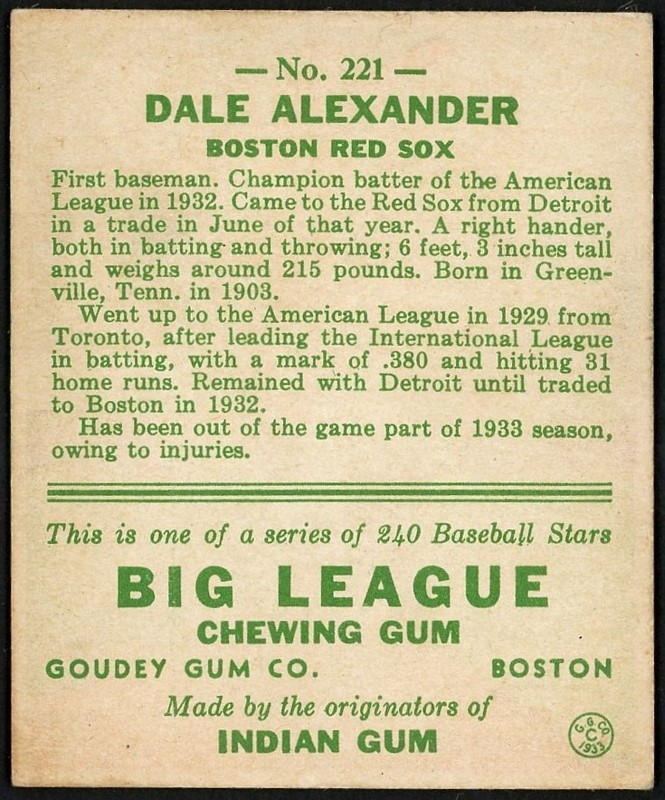 — No. 221 —
DALE ALEXANDER
BOSTON RED SOX
First baseman. Champion batter of the American
League in 1932. Came to the Red Sox from Detroit
in a trade in June of that year. A right hander,
both in batting and throwing; 6 feet, 3 inches tall
and weighs around 215 pounds. Born in Green-
ville, Tenn. in 1903.
Went up to the American League in 1929 from
Toronto, after leading the International League
in batting, with a mark of .380 and hitting 31
home runs. Remained with Detroit until traded
to Boston in 1932.
Has been out of the game part of 1933 season,
owing to injuries.
This is one of a series of 240 Baseball Stars
BIG LEAGUE
CHEWING GUM
GOUDEY GUM CO. BOSTON
Made by the originators of
INDIAN GUM
G.G.CO.
C
1933